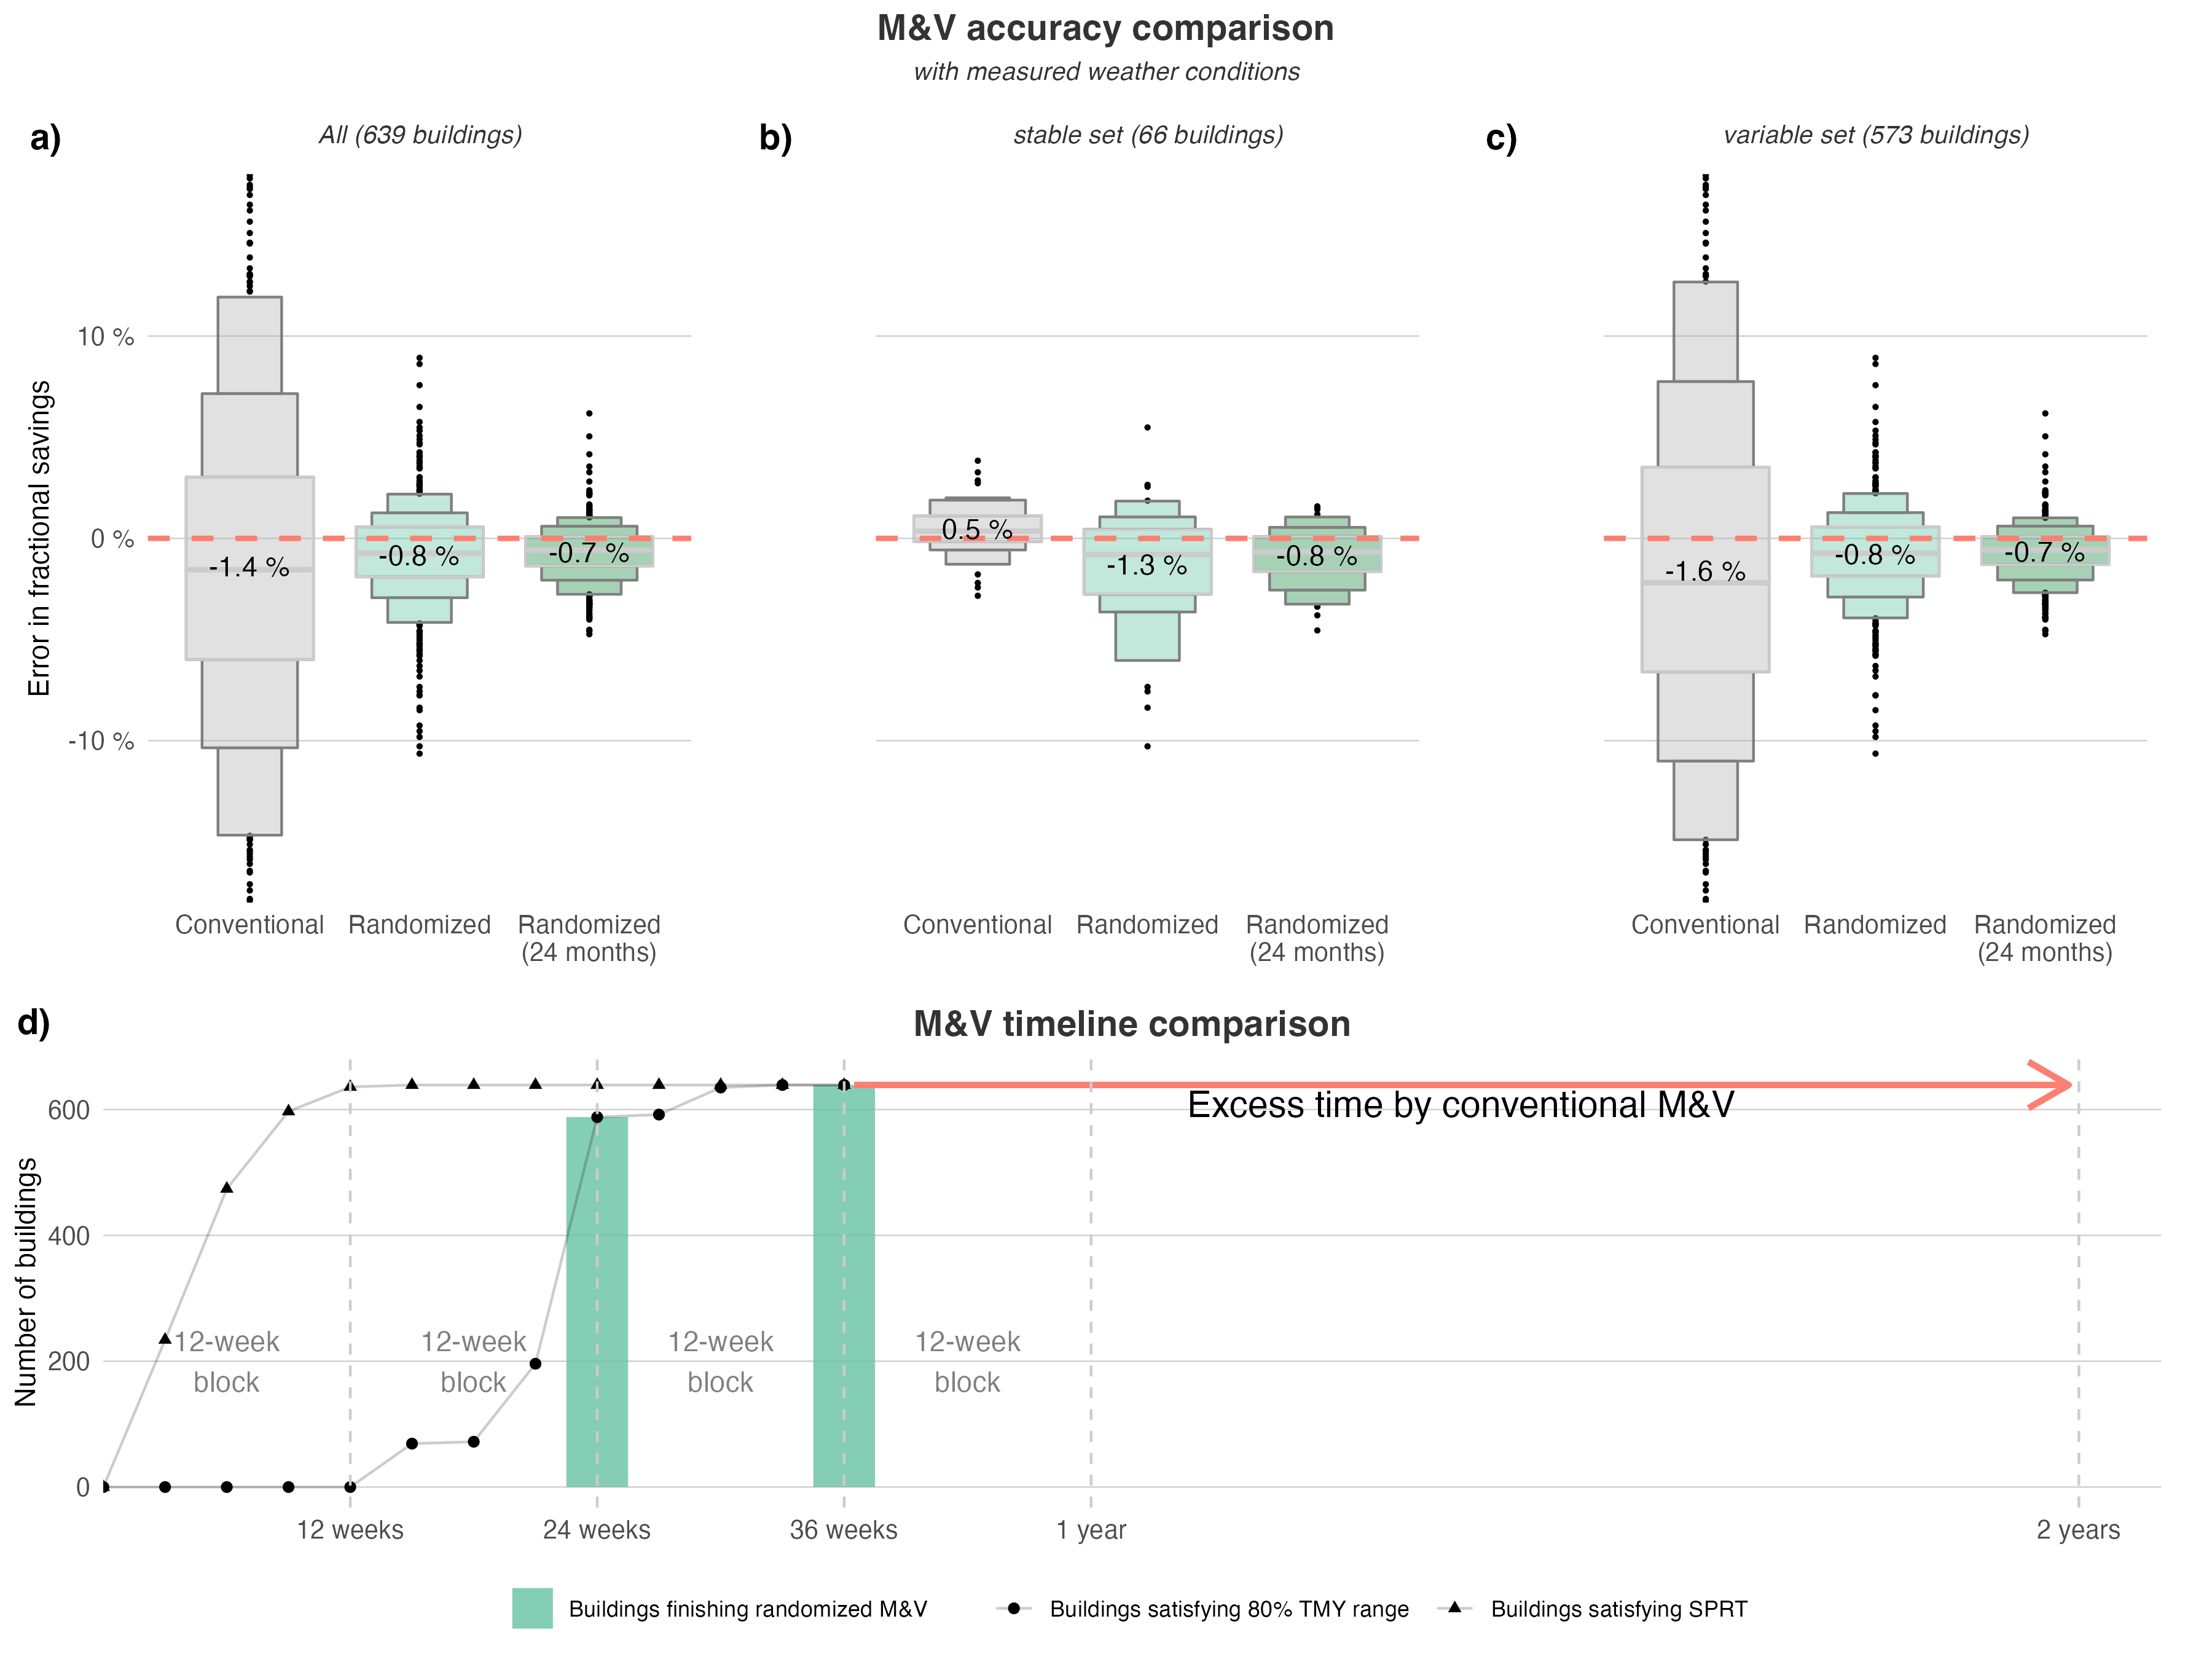 M&V accuracy comparison
with measured weather conditions
a)
All (639 buildings)
b)
stable set (66 buildings)
c)
variable set (573 buildings)
Error in fractional savings
10 %
0 %
-10 %
-1.4 %
-0.8 %
-0.7 %
0.5 %
-1.3 %
-0.8 %
-1.6 %
-0.8 %
-0.7 %
Conventional
Randomized
Randomized
(24 months)
Conventional
Randomized
Randomized
(24 months)
Conventional
Randomized
Randomized
(24 months)
d)
M&V timeline comparison
Number of buildings
600
400
200
0
Excess time by conventional M&V
12-week
block
12-week
block
12-week
block
12-week
block
12 weeks
24 weeks
36 weeks
1 year
2 years
Buildings finishing randomized M&V
Buildings satisfying 80% TMY range
Buildings satisfying SPRT